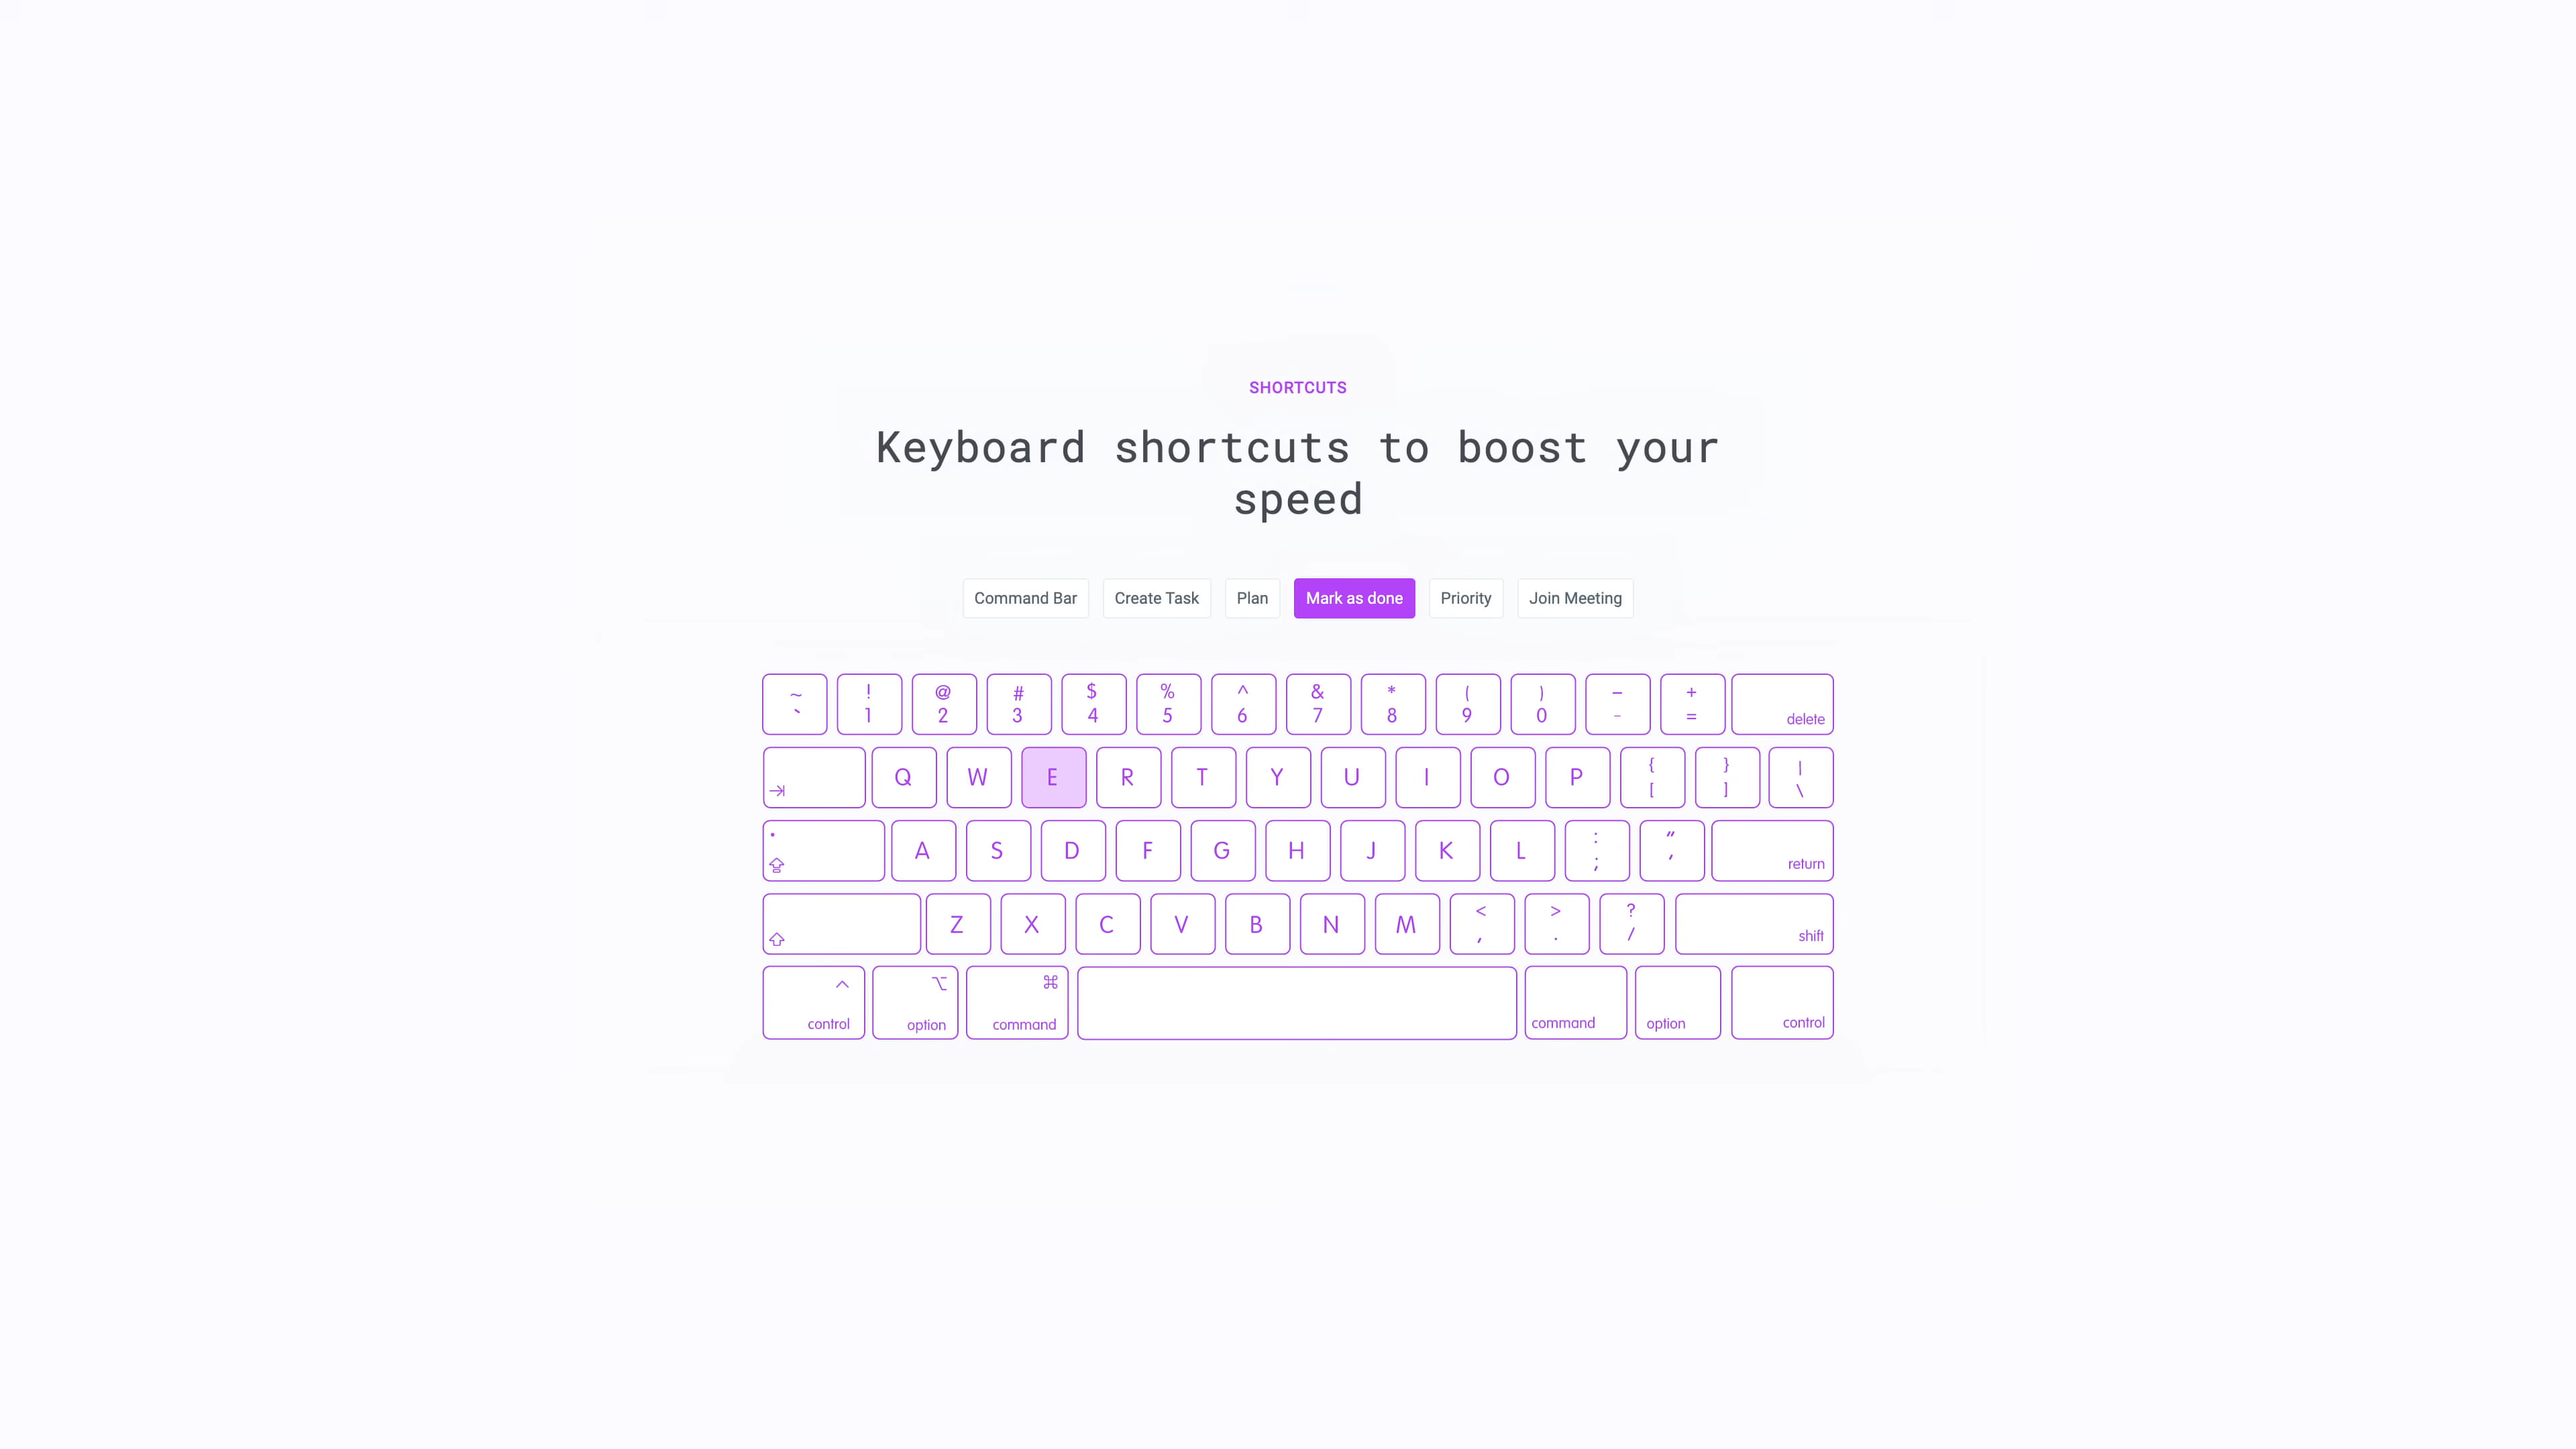 SHORTCUTS
Keyboard shortcuts to boost your
speed
Command Bar Create Task Plan Mark as done Priority Join Meeting
~ ! @ # $ % ^ & * ( ) – +
` 1 2 3 4 5 6 7 8 9 0 - = delete
Q W E R T Y U I O P { [ } ] | \
A S D F G H J K L : ; “ ‘ return
Z X C V B N M < , > . ? / shift
^ ⌥ ⌘
control option command command option control